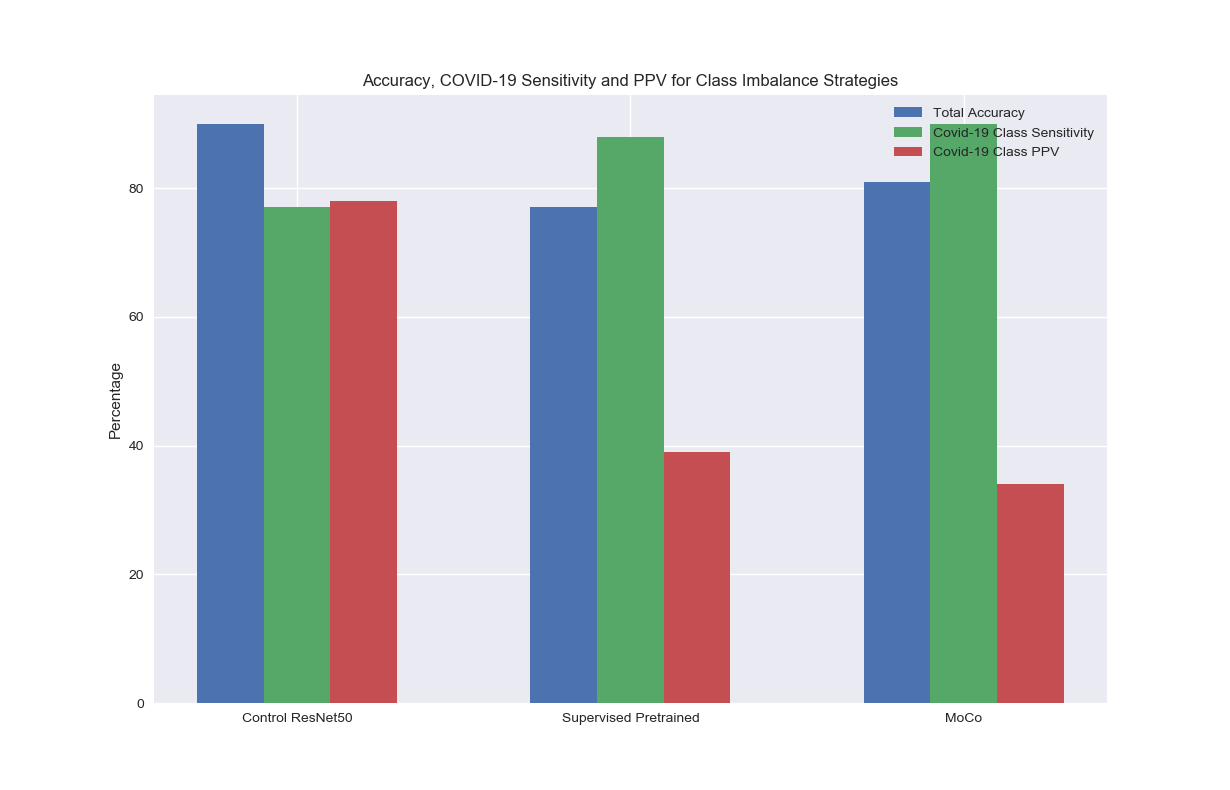 Accuracy, COVID-19 Sensitivity and PPV for Class Imbalance Strategies
Total Accuracy
Covid-19 Class Sensitivity
Covid-19 Class PPV
Percentage
80
60
40
20
0
Control ResNet50
Supervised Pretrained
MoCo